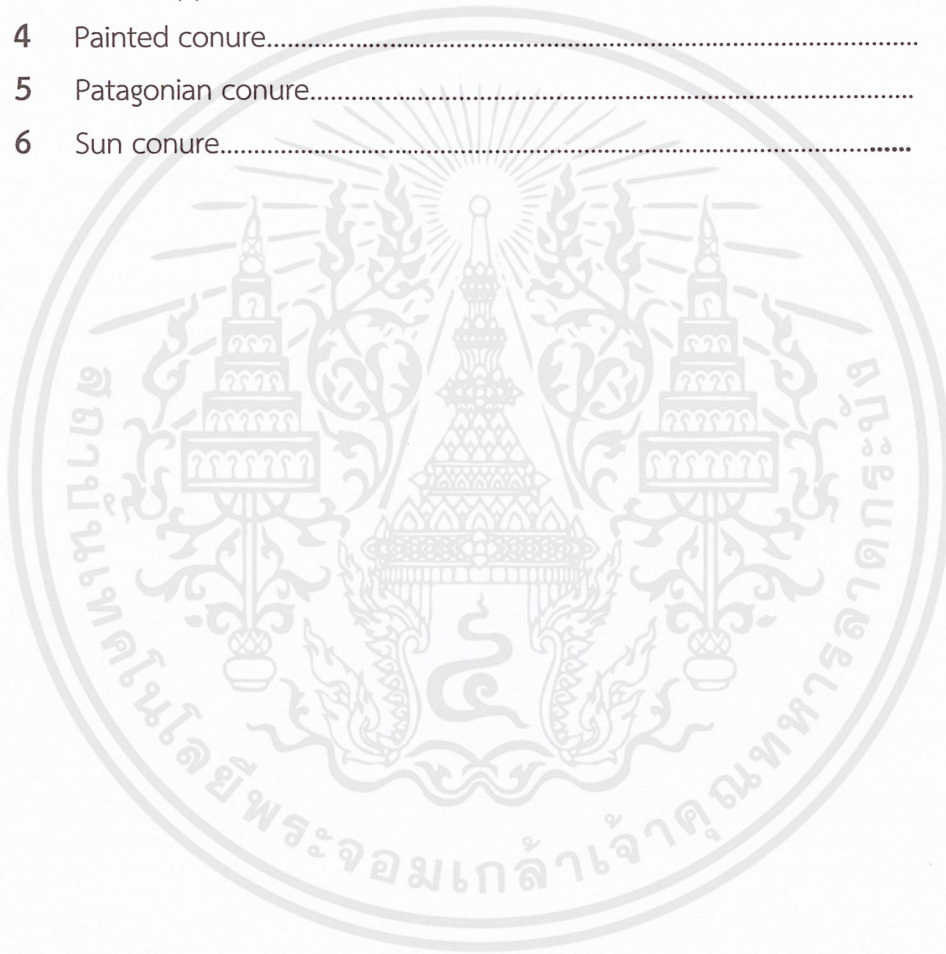 4 Painted conure
5 Patagonian conure
6 Sun conure
สถาบันเทคโนโลยีพระจอมเกล้าเจ้าคุณทหารลาดกระบัง
๔